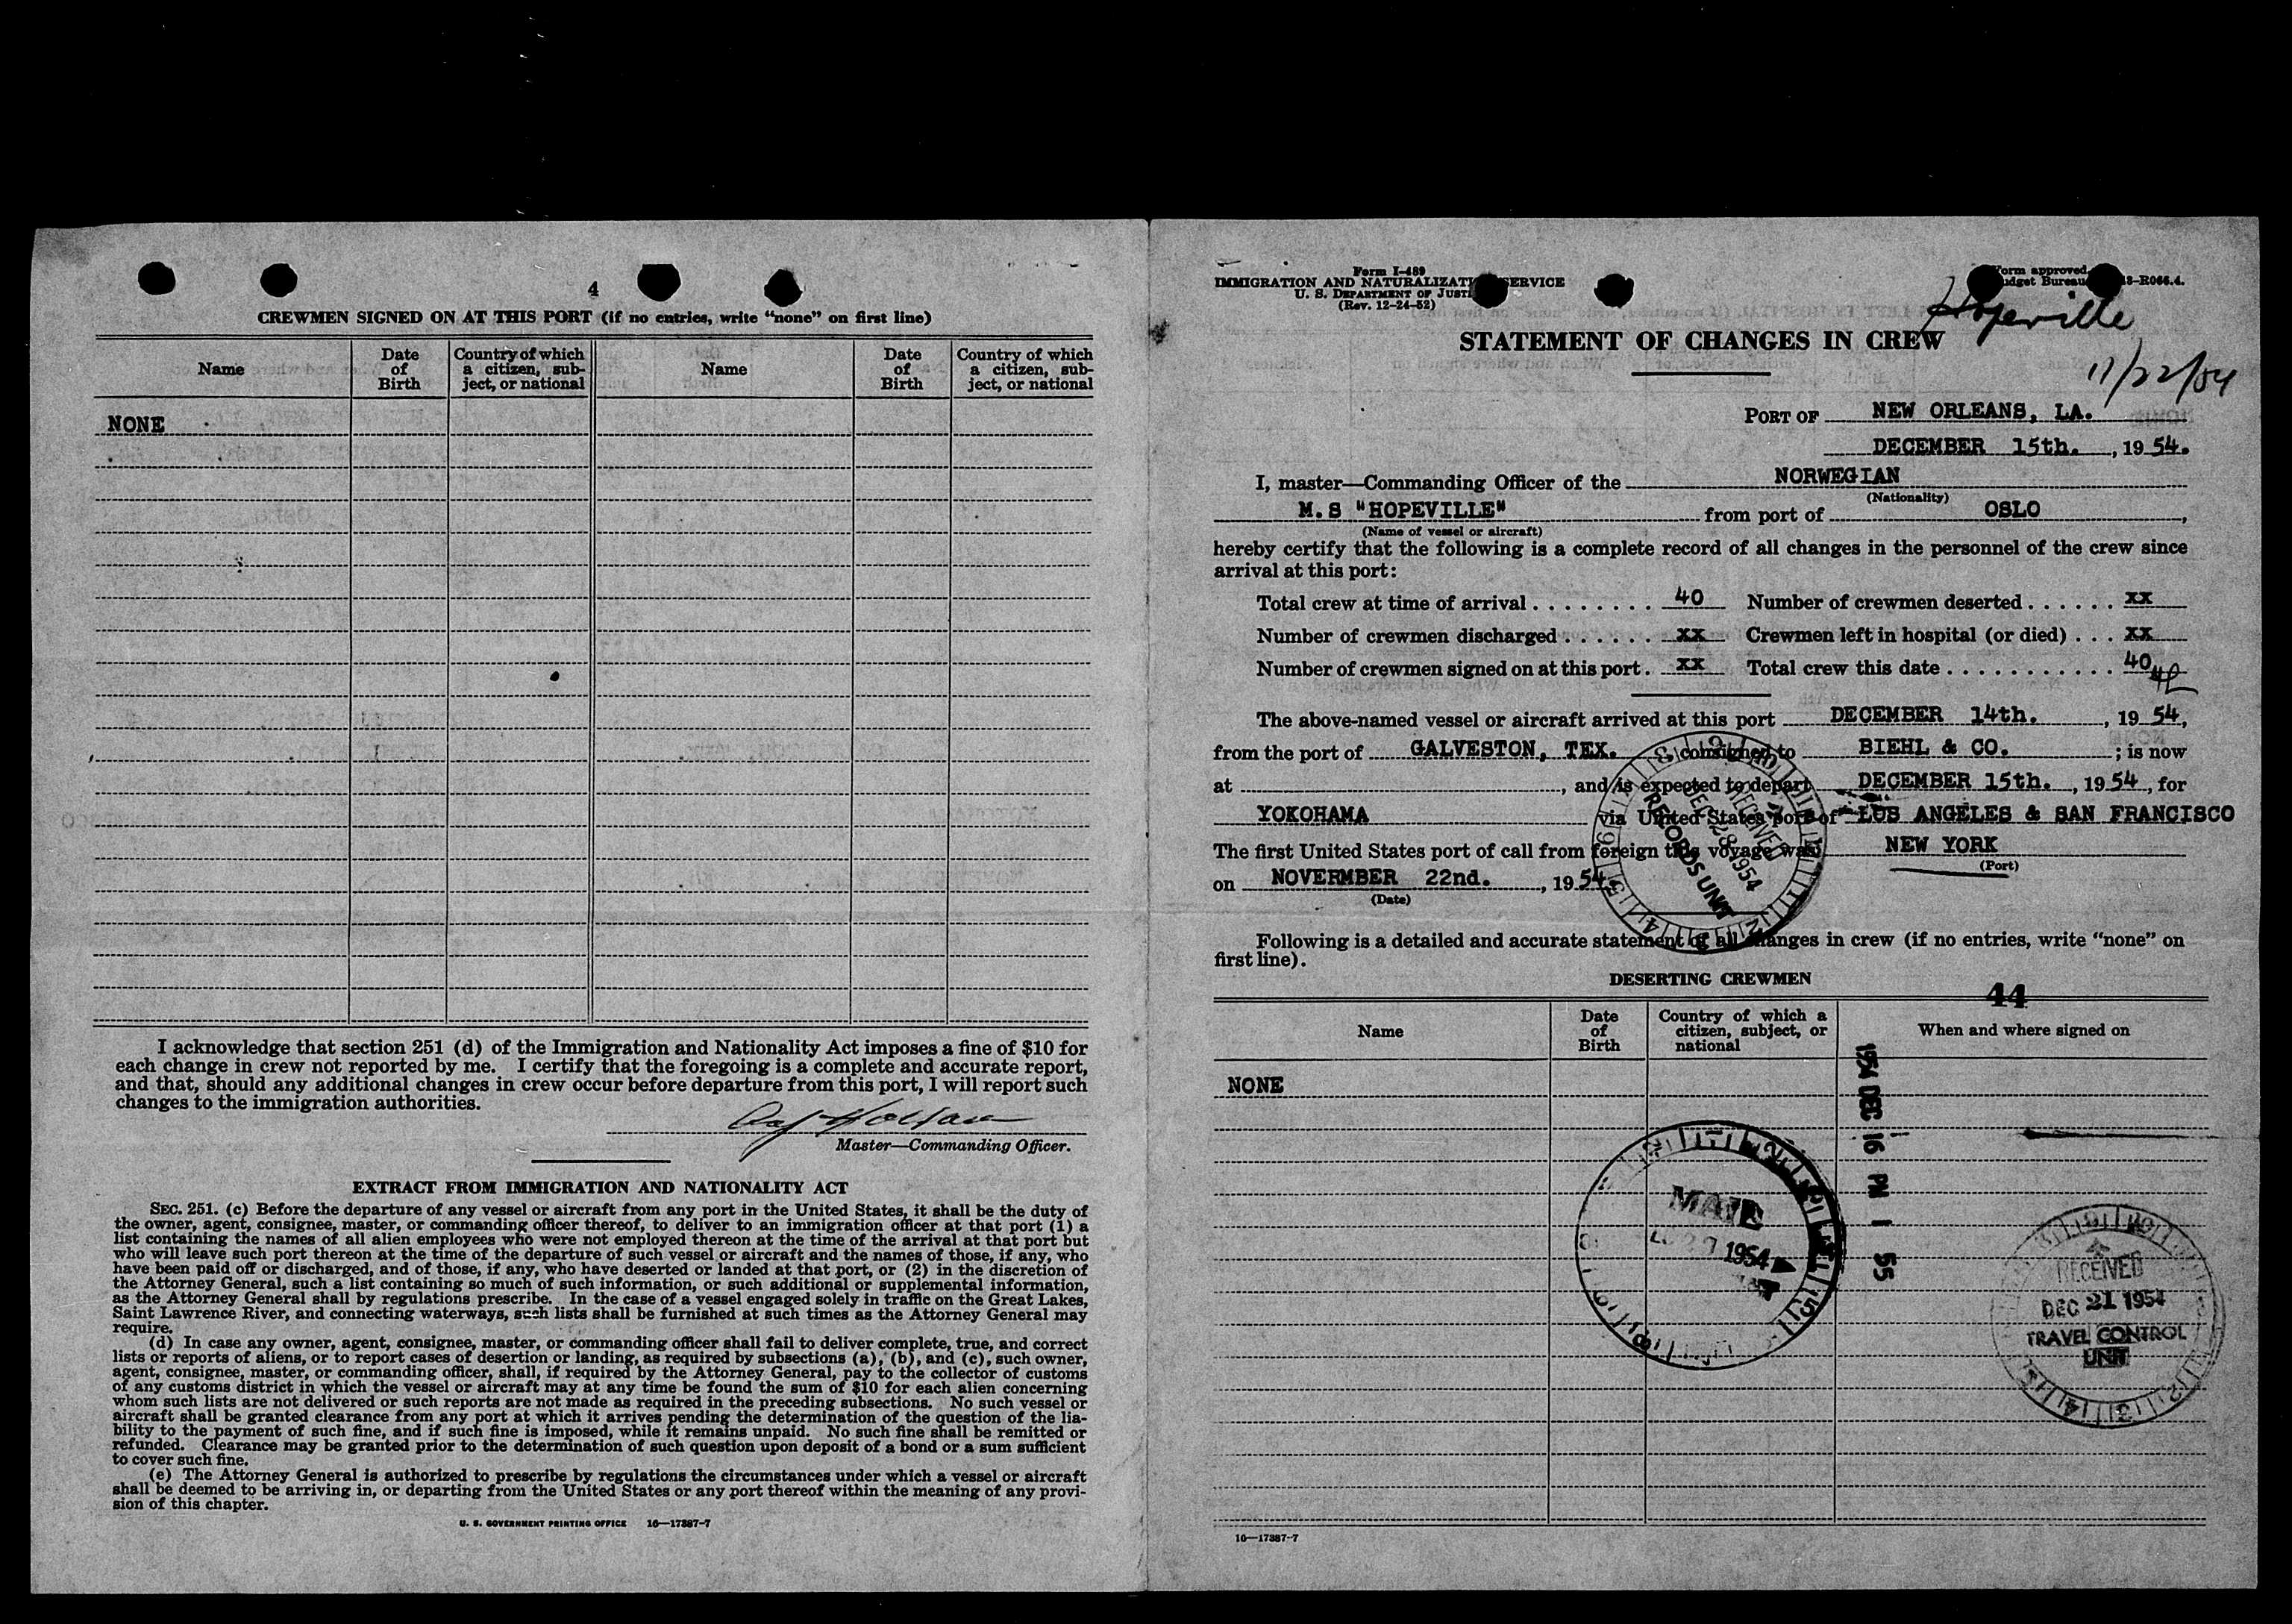 4
CREWMEN SIGNED ON AT THIS PORT (if no entries, write “none” on first line)
Name Date of Birth Country of which a citizen, subject, or national Name Date of Birth Country of which a citizen, subject, or national
NONE
I acknowledge that section 251 (d) of the Immigration and Nationality Act imposes a fine of $10 for
each change in crew not reported by me. I certify that the foregoing is a complete and accurate report,
and that, should any additional changes in crew occur before departure from this port, I will report such
changes to the immigration authorities.
Master—Commanding Officer.
EXTRACT FROM IMMIGRATION AND NATIONALITY ACT
SEC. 251. (c) Before the departure of any vessel or aircraft from any port in the United States, it shall be the duty of
the owner, agent, consignee, master, or commanding officer thereof, to deliver to an immigration officer at that port (1) a
list containing the names of all alien employees who were not employed thereon at the time of the arrival at that port but
who will leave such port thereon at the time of the departure of such vessel or aircraft and the names of those, if any, who
have been paid off or discharged, and of those, if any, who have deserted or landed at that port, or (2) in the discretion of
the Attorney General, such a list containing so much of such information, or such additional or supplemental information,
as the Attorney General shall by regulations prescribe. In the case of a vessel engaged solely in traffic on the Great Lakes,
Saint Lawrence River, and connecting waterways, such lists shall be furnished at such times as the Attorney General may
require.
(d) In case any owner, agent, consignee, master, or commanding officer shall fail to deliver complete, true, and correct
lists or reports of aliens, or to report cases of desertion or landing, as required by subsections (a), (b), and (c), such owner,
agent, consignee, master, or commanding officer, shall, if required by the Attorney General, pay to the collector of customs
of any customs district in which the vessel or aircraft may at any time be found the sum of $10 for each alien concerning
whom such lists are not delivered or such reports are not made as required in the preceding subsections. No such vessel or
aircraft shall be granted clearance from any port at which it arrives pending the determination of the question of the lia-
bility to the payment of such fine, and if such fine is imposed, while it remains unpaid. No such fine shall be remitted or
refunded. Clearance may be granted prior to the determination of such question upon deposit of a bond or a sum sufficient
to cover such fine.
(e) The Attorney General is authorized to prescribe by regulations the circumstances under which a vessel or aircraft
shall be deemed to be arriving in, or departing from the United States or any port thereof within the meaning of any provi-
sion of this chapter.
U. S. GOVERNMENT PRINTING OFFICE 16—17387-7
Form I-489
IMMIGRATION AND NATURALIZATI SERVICE
U. S. DEPARTMENT OF JUSTI
(Rev. 12-24-52)
orm approved.
udget Bureau 3-R066.4.
Hopeville
11/22/54
STATEMENT OF CHANGES IN CREW
PORT OF NEW ORLEANS, LA.
DECEMBER 15th. , 19 54.
I, master—Commanding Officer of the NORWEGIAN
(Nationality)
M.S "HOPEVILLE" from port of OSLO ,
(Name of vessel or aircraft)
hereby certify that the following is a complete record of all changes in the personnel of the crew since
arrival at this port:
Total crew at time of arrival . . . . . . . . 40 Number of crewmen deserted . . . . . . xx
Number of crewmen discharged . . . . . . xx Crewmen left in hospital (or died) . . . xx
Number of crewmen signed on at this port . xx Total crew this date . . . . . . . . . . . . 40
The above-named vessel or aircraft arrived at this port DECEMBER 14th. , 19 54,
from the port of GALVESTON, TEX. consigned to BIEHL & CO. ; is now
at , and is expected to depart DECEMBER 15th. , 19 54 , for
YOKOHAMA via United States port of LOS ANGELES & SAN FRANCISCO
The first United States port of call from foreign this voyage was NEW YORK
(Port)
on NOVERMBER 22nd. , 19 54.
(Date)
RECEIVED
DEC 28 1954
RECORDS UNIT
Following is a detailed and accurate statement of all changes in crew (if no entries, write “none” on
first line).
DESERTING CREWMEN
44
Name Date of Birth Country of which a citizen, subject, or national When and where signed on
NONE
1954 DEC 16 PM 1 55
MAIL
1954
RECEIVED
DEC 21 1954
TRAVEL CONTROL
UNIT
16—17387-7